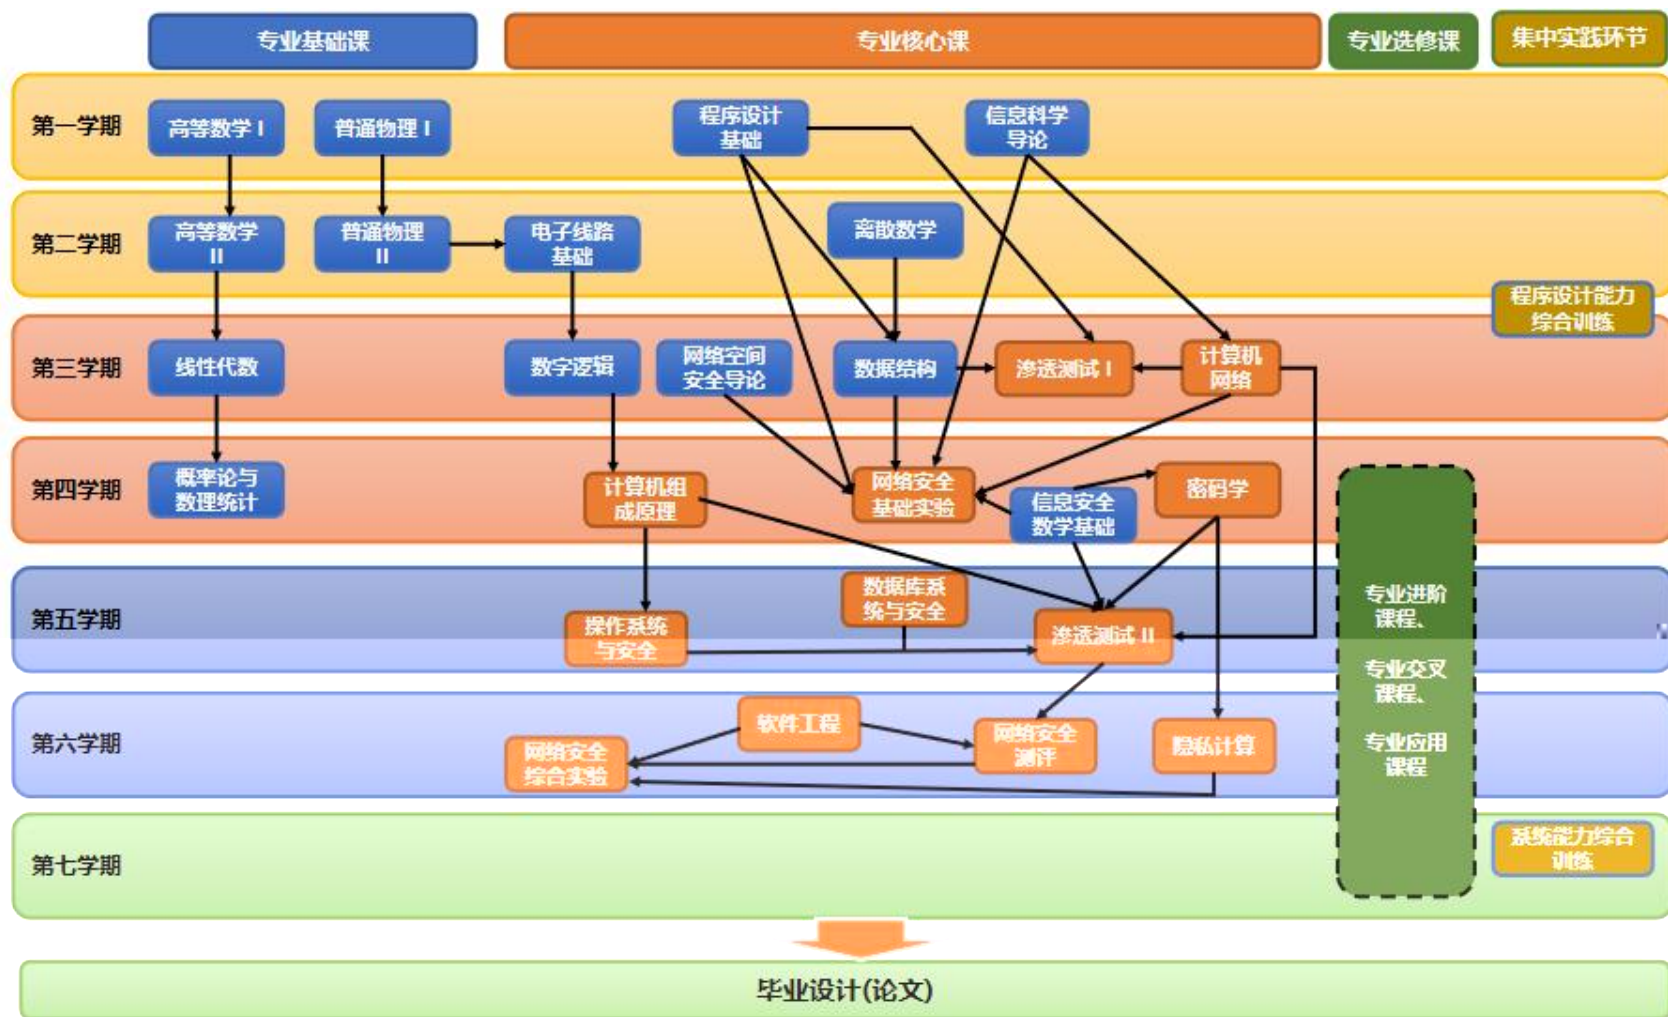 专业基础课
专业核心课
专业选修课
集中实践环节
第一学期
高等数学 I
普通物理 I
程序设计
基础
信息科学
导论
第二学期
高等数学
II
普通物理
II
电子线路
基础
离散数学
程序设计能力
综合训练
第三学期
线性代数
数字逻辑
网络空间
安全导论
数据结构
渗透测试 I
计算机
网络
第四学期
概率论与
数理统计
计算机组
成原理
网络安全
基础实验
信息安全
数学基础
密码学
第五学期
操作系统
与安全
数据库系
统与安全
渗透测试 II
专业进阶
课程、
专业交叉
课程、
专业应用
课程
第六学期
网络安全
综合实验
软件工程
网络安全
测评
隐私计算
第七学期
系统能力综合
训练
毕业设计(论文)